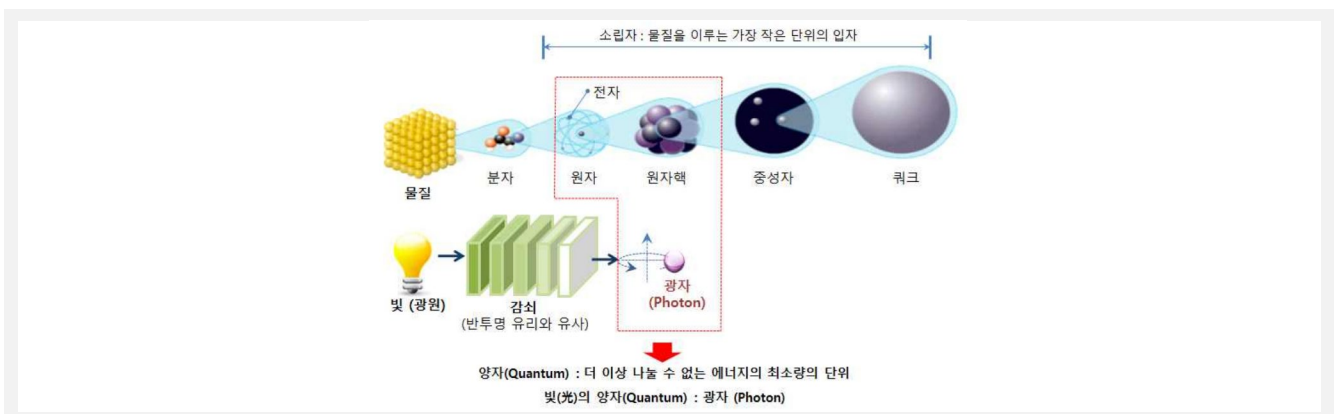 소립자 : 물질을 이루는 가장 작은 단위의 입자
전자
물질
분자
원자
원자핵
중성자
쿼크
빛 (광원)
감쇠
(반투명 유리와 유사)
광자
(Photon)
양자(Quantum) : 더 이상 나눌 수 없는 에너지의 최소량의 단위
빛(光)의 양자(Quantum) : 광자 (Photon)